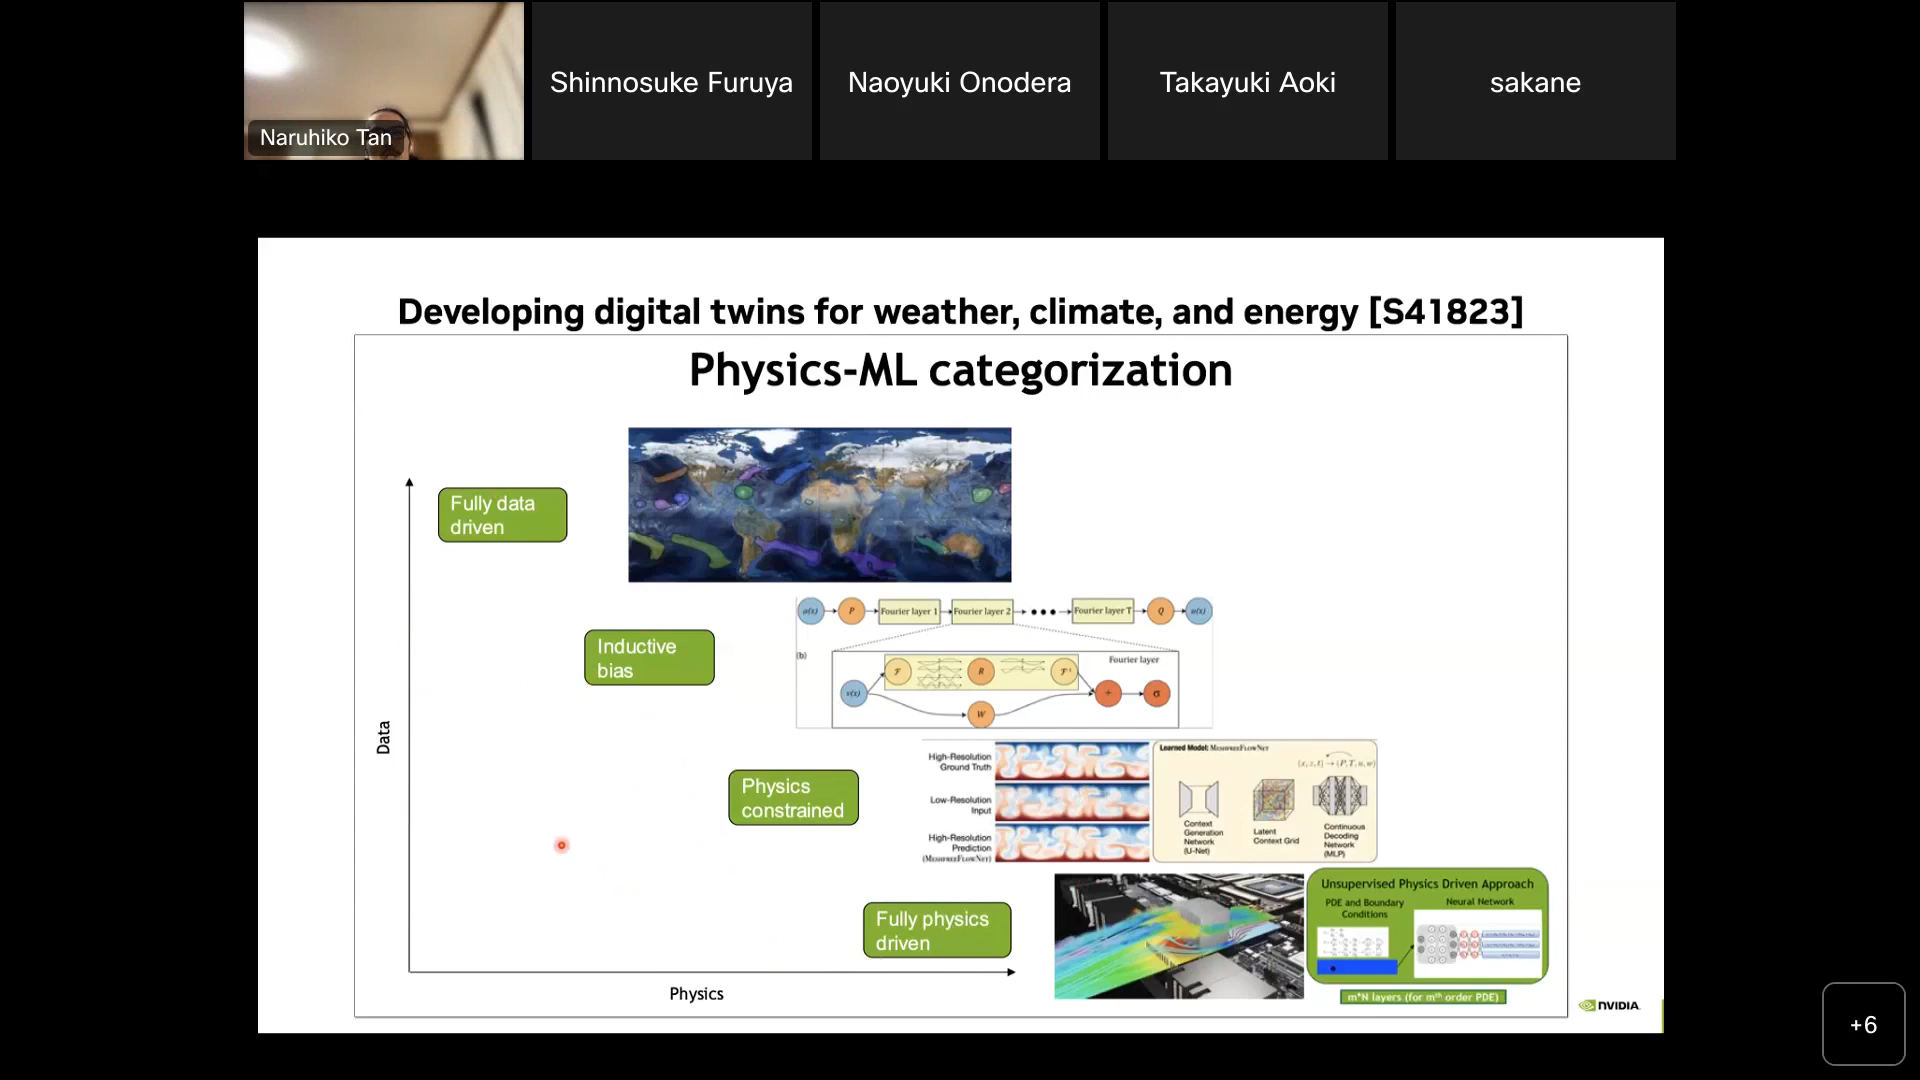 Naruhiko Tan
Shinnosuke Furuya
Naoyuki Onodera
Takayuki Aoki
sakane
Developing digital twins for weather, climate, and energy [S41823]
Physics-ML categorization
Fully data
driven
Inductive
bias
Physics
constrained
Fully physics
driven
Data
Physics
a(x)
P
Fourier layer 1
Fourier layer 2
Fourier layer T
Q
u(x)
(b)
Fourier layer
v(x)
F
R
F⁻¹
W
+
σ
High-Resolution
Ground Truth
Low-Resolution
Input
High-Resolution
Prediction
(MESHFREEFLOWNET)
Learned Model: MESHFREEFLOWNET
(x, z, t) → (P, T, u, w)
Context
Generation
Network
(U-Net)
Latent
Context Grid
Continuous
Decoding
Network
(MLP)
Unsupervised Physics Driven Approach
PDE and Boundary
Conditions
Neural Network
m*N layers (for mᵗʰ order PDE)
NVIDIA.
+6